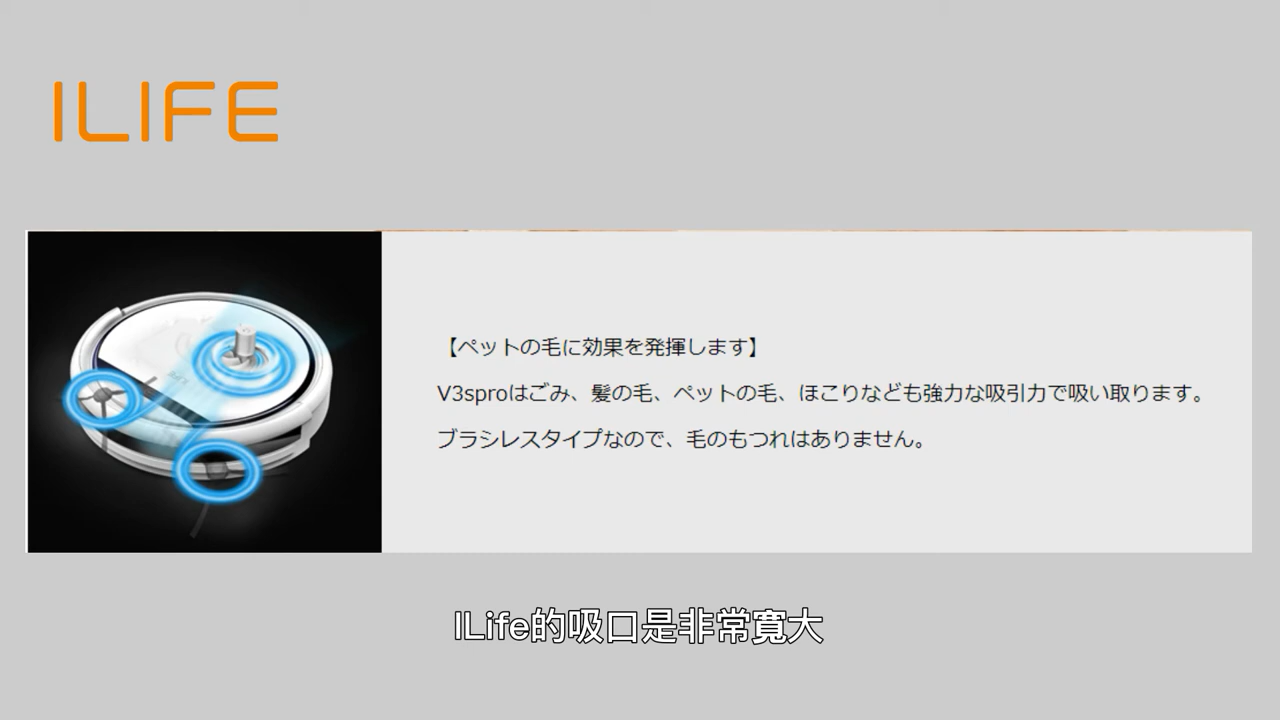 ILIFE
【ペットの毛に効果を発揮します】
V3sproはごみ、髪の毛、ペットの毛、ほこりなども強力な吸引力で吸い取ります。
ブラシレスタイプなので、毛のもつれはありません。
ILife的吸口是非常寬大